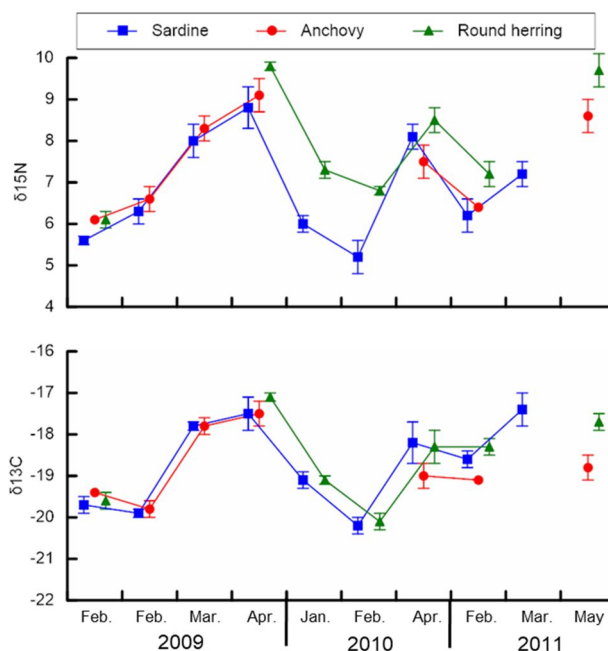 Sardine Anchovy Round herring
10
9
8
7
6
5
4
δ15N
-16
-17
-18
-19
-20
-21
-22
δ13C
Feb. Feb. Mar. Apr. Jan. Feb. Apr. Feb. Mar. May
2009 2010 2011